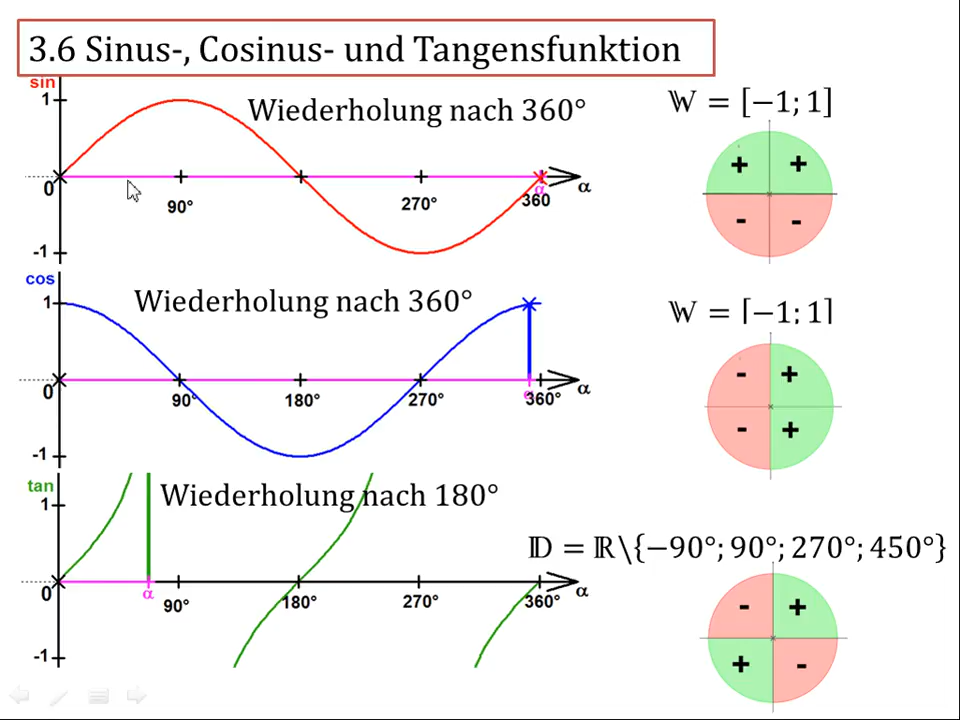 3.6 Sinus-, Cosinus- und Tangensfunktion
sin
1
Wiederholung nach 360°
𝕎 = [−1; 1]
+ +
- -
0
90°
270°
360
α
α
-1
cos
1
Wiederholung nach 360°
𝕎 = [−1; 1]
- +
- +
0
90°
180°
270°
α
360°
α
-1
tan
1
Wiederholung nach 180°
𝔻 = ℝ\{−90°; 90°; 270°; 450°}
- +
+ -
0
α
90°
180°
270°
360°
α
-1